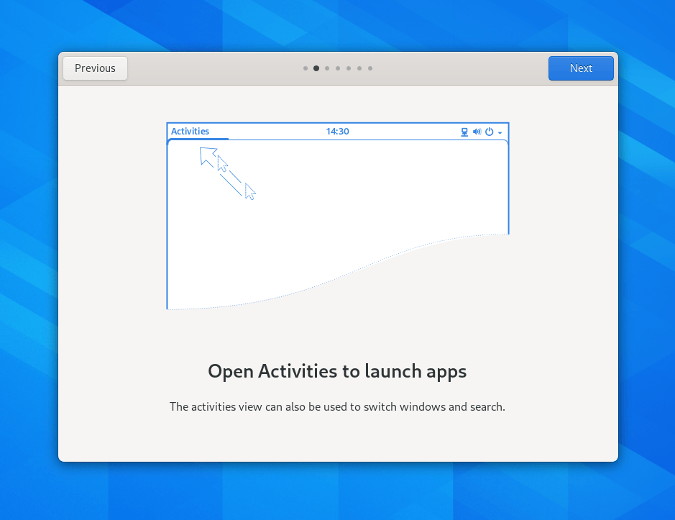 Previous
Next
Activities
14:30
Open Activities to launch apps
The activities view can also be used to switch windows and search.